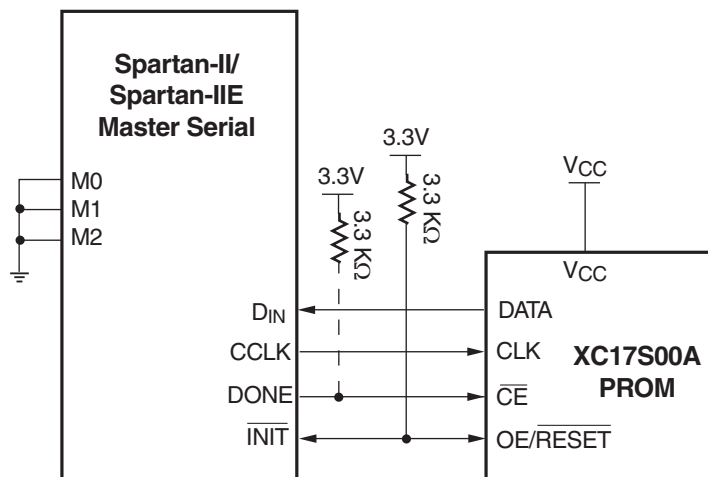 Spartan-II/
Spartan-IIE
Master Serial
M0
M1
M2
3.3V
3.3 KΩ
3.3V
3.3 KΩ
VCC
VCC
DIN
DATA
CCLK
CLK
XC17S00A
PROM
DONE
CE
INIT
OE/RESET